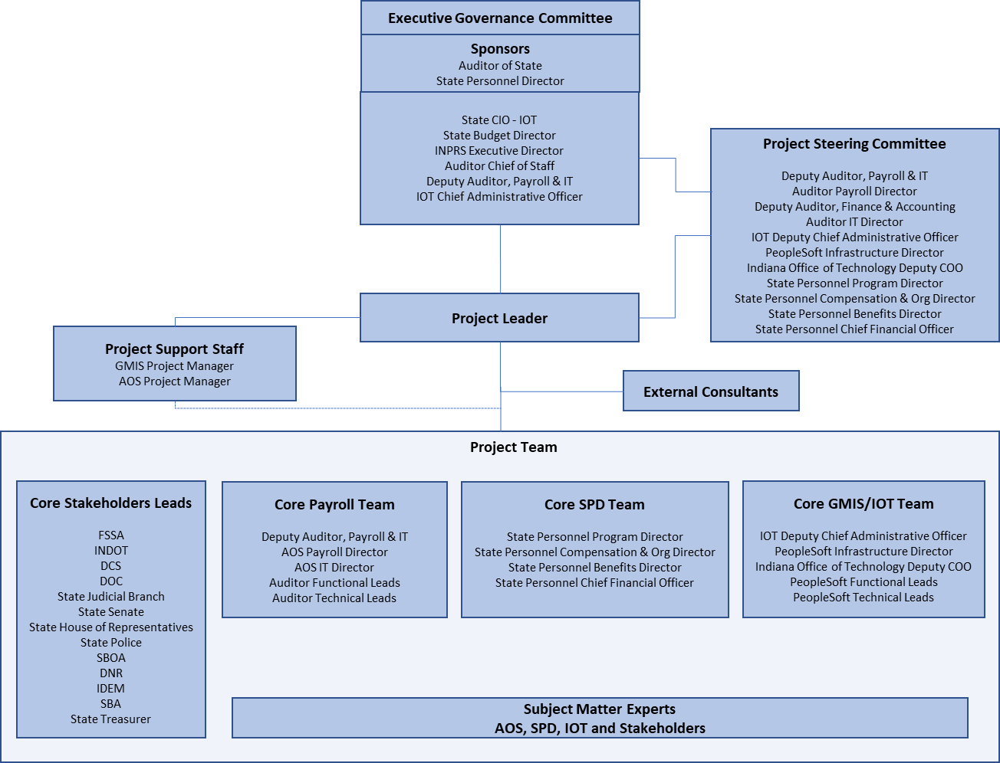 Executive Governance Committee
Sponsors
Auditor of State
State Personnel Director
State CIO - IOT
State Budget Director
INPRS Executive Director
Auditor Chief of Staff
Deputy Auditor, Payroll & IT
IOT Chief Administrative Officer
Project Steering Committee
Deputy Auditor, Payroll & IT
Auditor Payroll Director
Deputy Auditor, Finance & Accounting
Auditor IT Director
IOT Deputy Chief Administrative Officer
PeopleSoft Infrastructure Director
Indiana Office of Technology Deputy COO
State Personnel Program Director
State Personnel Compensation & Org Director
State Personnel Benefits Director
State Personnel Chief Financial Officer
Project Leader
Project Support Staff
GMIS Project Manager
AOS Project Manager
External Consultants
Project Team
Core Stakeholders Leads
FSSA
INDOT
DCS
DOC
State Judicial Branch
State Senate
State House of Representatives
State Police
SBOA
DNR
IDEM
SBA
State Treasurer
Core Payroll Team
Deputy Auditor, Payroll & IT
AOS Payroll Director
AOS IT Director
Auditor Functional Leads
Auditor Technical Leads
Core SPD Team
State Personnel Program Director
State Personnel Compensation & Org Director
State Personnel Benefits Director
State Personnel Chief Financial Officer
Core GMIS/IOT Team
IOT Deputy Chief Administrative Officer
PeopleSoft Infrastructure Director
Indiana Office of Technology Deputy COO
PeopleSoft Functional Leads
PeopleSoft Technical Leads
Subject Matter Experts
AOS, SPD, IOT and Stakeholders